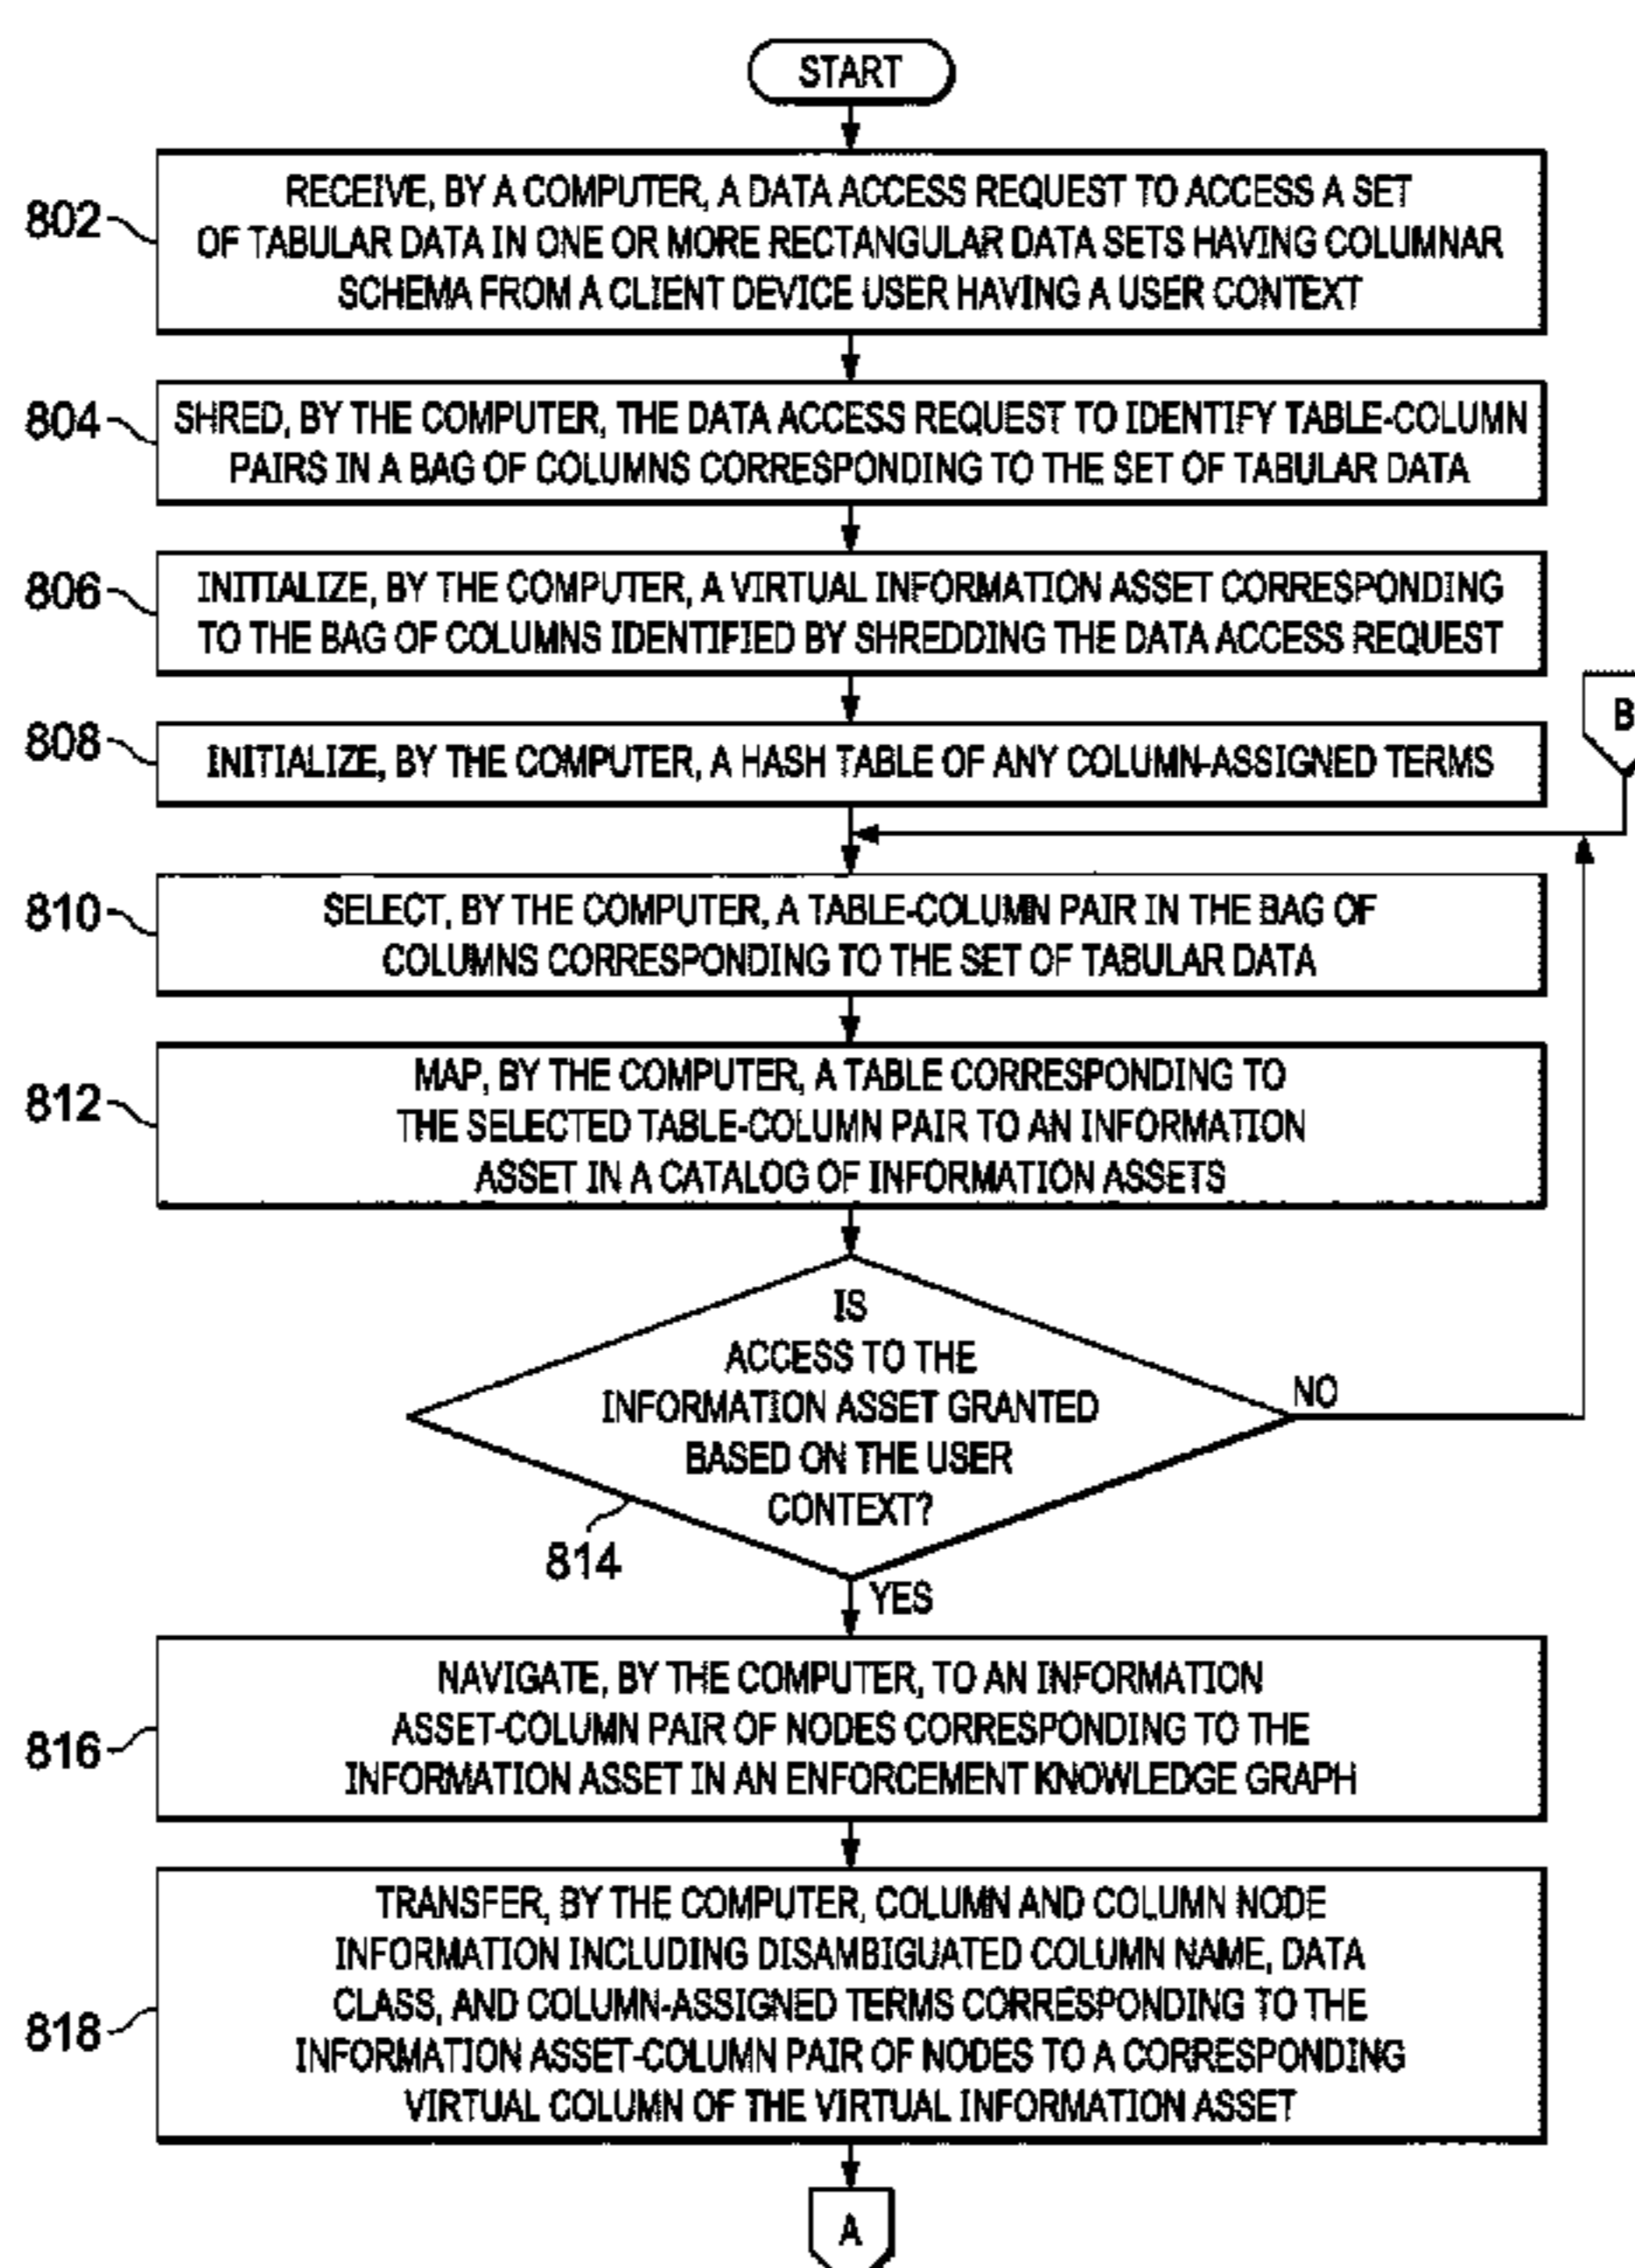 START
802
RECEIVE, BY A COMPUTER, A DATA ACCESS REQUEST TO ACCESS A SET
OF TABULAR DATA IN ONE OR MORE RECTANGULAR DATA SETS HAVING COLUMNAR
SCHEMA FROM A CLIENT DEVICE USER HAVING A USER CONTEXT
804
SHRED, BY THE COMPUTER, THE DATA ACCESS REQUEST TO IDENTIFY TABLE-COLUMN
PAIRS IN A BAG OF COLUMNS CORRESPONDING TO THE SET OF TABULAR DATA
806
INITIALIZE, BY THE COMPUTER, A VIRTUAL INFORMATION ASSET CORRESPONDING
TO THE BAG OF COLUMNS IDENTIFIED BY SHREDDING THE DATA ACCESS REQUEST
B
808
INITIALIZE, BY THE COMPUTER, A HASH TABLE OF ANY COLUMN-ASSIGNED TERMS
810
SELECT, BY THE COMPUTER, A TABLE-COLUMN PAIR IN THE BAG OF
COLUMNS CORRESPONDING TO THE SET OF TABULAR DATA
812
MAP, BY THE COMPUTER, A TABLE CORRESPONDING TO
THE SELECTED TABLE-COLUMN PAIR TO AN INFORMATION
ASSET IN A CATALOG OF INFORMATION ASSETS
IS
ACCESS TO THE
INFORMATION ASSET GRANTED
BASED ON THE USER
CONTEXT?
NO
814
YES
816
NAVIGATE, BY THE COMPUTER, TO AN INFORMATION
ASSET-COLUMN PAIR OF NODES CORRESPONDING TO THE
INFORMATION ASSET IN AN ENFORCEMENT KNOWLEDGE GRAPH
818
TRANSFER, BY THE COMPUTER, COLUMN AND COLUMN NODE
INFORMATION INCLUDING DISAMBIGUATED COLUMN NAME, DATA
CLASS, AND COLUMN-ASSIGNED TERMS CORRESPONDING TO THE
INFORMATION ASSET-COLUMN PAIR OF NODES TO A CORRESPONDING
VIRTUAL COLUMN OF THE VIRTUAL INFORMATION ASSET
A